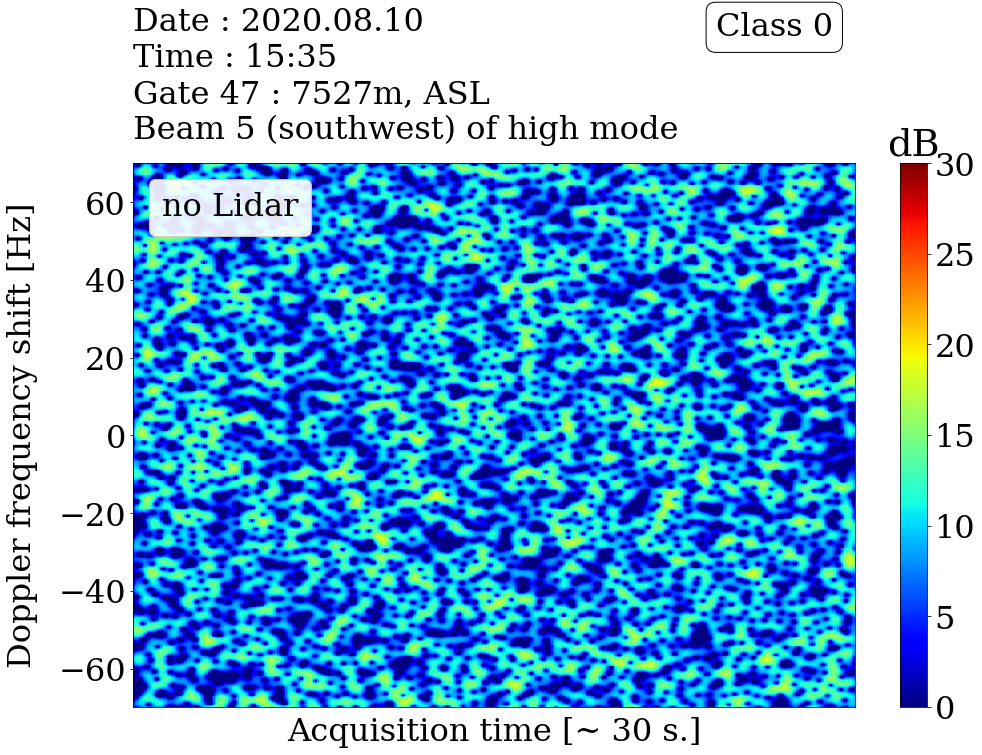 Date : 2020.08.10
Time : 15:35
Gate 47 : 7527m, ASL
Beam 5 (southwest) of high mode
Class 0
dB
no Lidar
Doppler frequency shift [Hz]
60
40
20
0
−20
−40
−60
30
25
20
15
10
5
0
Acquisition time [~ 30 s.]